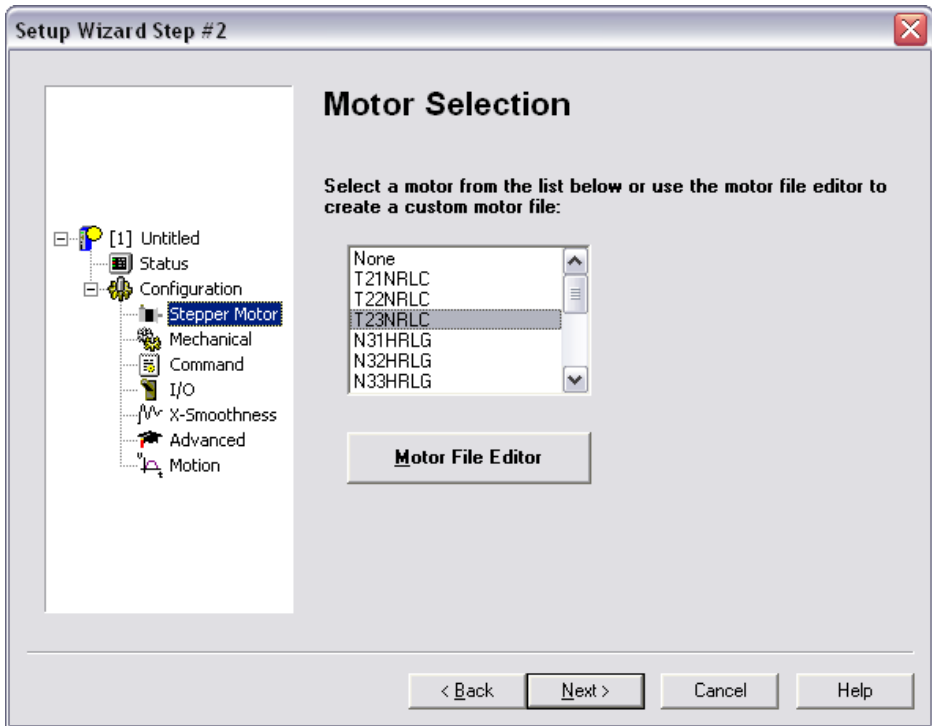 Setup Wizard Step #2
[1] Untitled
Status
Configuration
Stepper Motor
Mechanical
Command
I/O
X-Smoothness
Advanced
Motion
Motor Selection
Select a motor from the list below or use the motor file editor to
create a custom motor file:
None
T21NRLC
T22NRLC
T23NRLC
N31HRLG
N32HRLG
N33HRLG
Motor File Editor
< Back
Next >
Cancel
Help